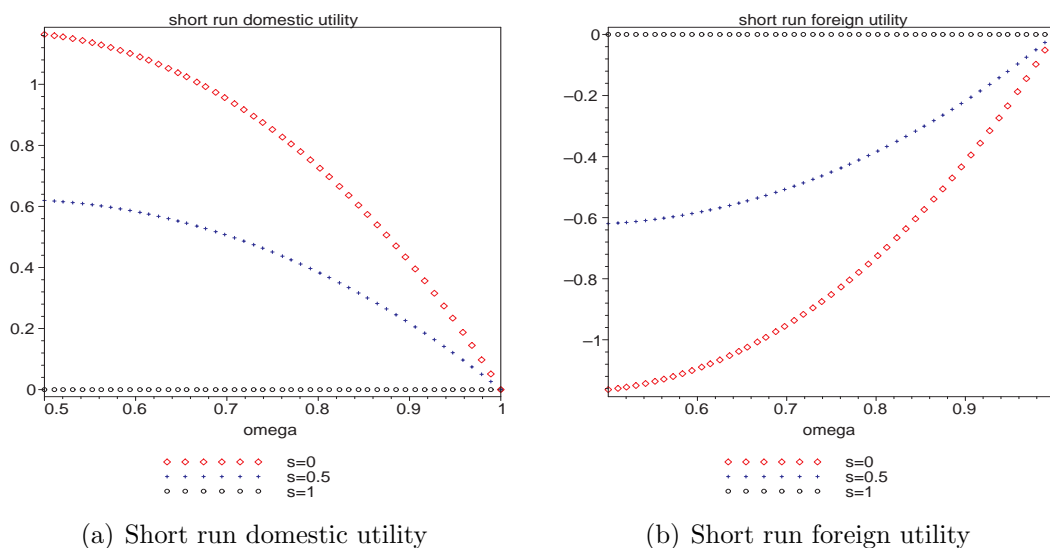 short run domestic utility
1
0.8
0.6
0.4
0.2
0
0.5
0.6
0.7
0.8
0.9
1
omega
s=0
s=0.5
s=1
(a) Short run domestic utility
short run foreign utility
0
–0.2
–0.4
–0.6
–0.8
–1
0.6
0.7
0.8
0.9
omega
s=0
s=0.5
s=1
(b) Short run foreign utility